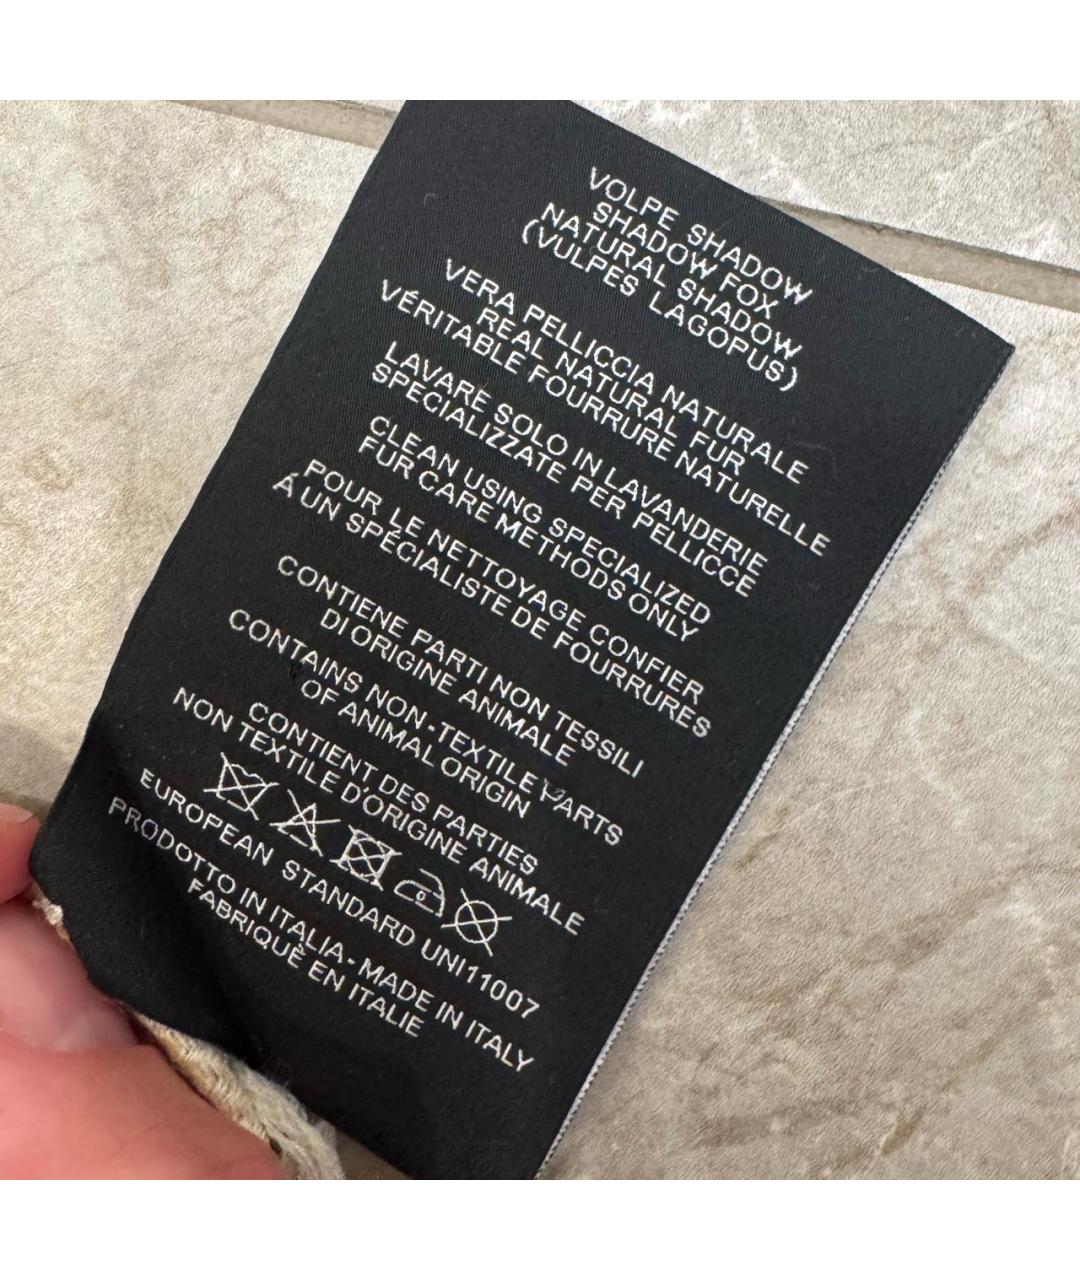 VOLPE SHADOW
SHADOW FOX
NATURAL SHADOW
(VULPES LAGOPUS)
VERA PELLICCIA NATURALE
REAL NATURAL FUR
VÉRITABLE FOURRURE NATURELLE
LAVARE SOLO IN LAVANDERIE
SPECIALIZZATE PER PELLICCE
CLEAN USING SPECIALIZED
FUR CARE METHODS ONLY
POUR LE NETTOYAGE CONFIER
Á UN SPÉCIALISTE DE FOURRURES
CONTIENE PARTI NON TESSILI
DI ORIGINE ANIMALE
CONTAINS NON-TEXTILE PARTS
OF ANIMAL ORIGIN
CONTIENT DES PARTIES
NON TEXTILE D'ORIGINE ANIMALE
EUROPEAN STANDARD UNI11007
PRODOTTO IN ITALIA - MADE IN ITALY
FABRIQUÈ EN ITALIE